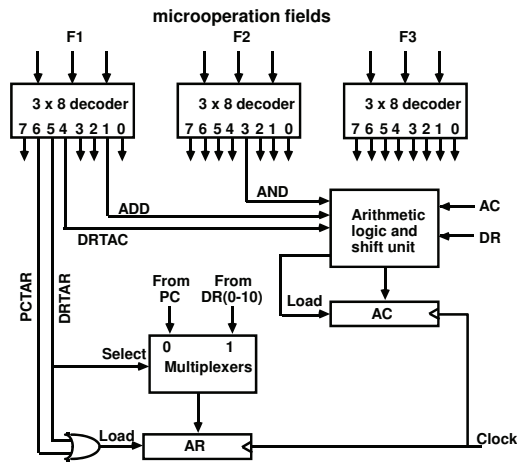 microoperation fields
F1 F2 F3
3 x 8 decoder 3 x 8 decoder 3 x 8 decoder
7 6 5 4 3 2 1 0 7 6 5 4 3 2 1 0 7 6 5 4 3 2 1 0
AND
ADD
DRTAC
Arithmetic
logic and
shift unit
AC
DR
PCTAR
DRTAR
From
PC
From
DR(0-10)
Load
AC
0 1
Select
Multiplexers
Load
AR
Clock